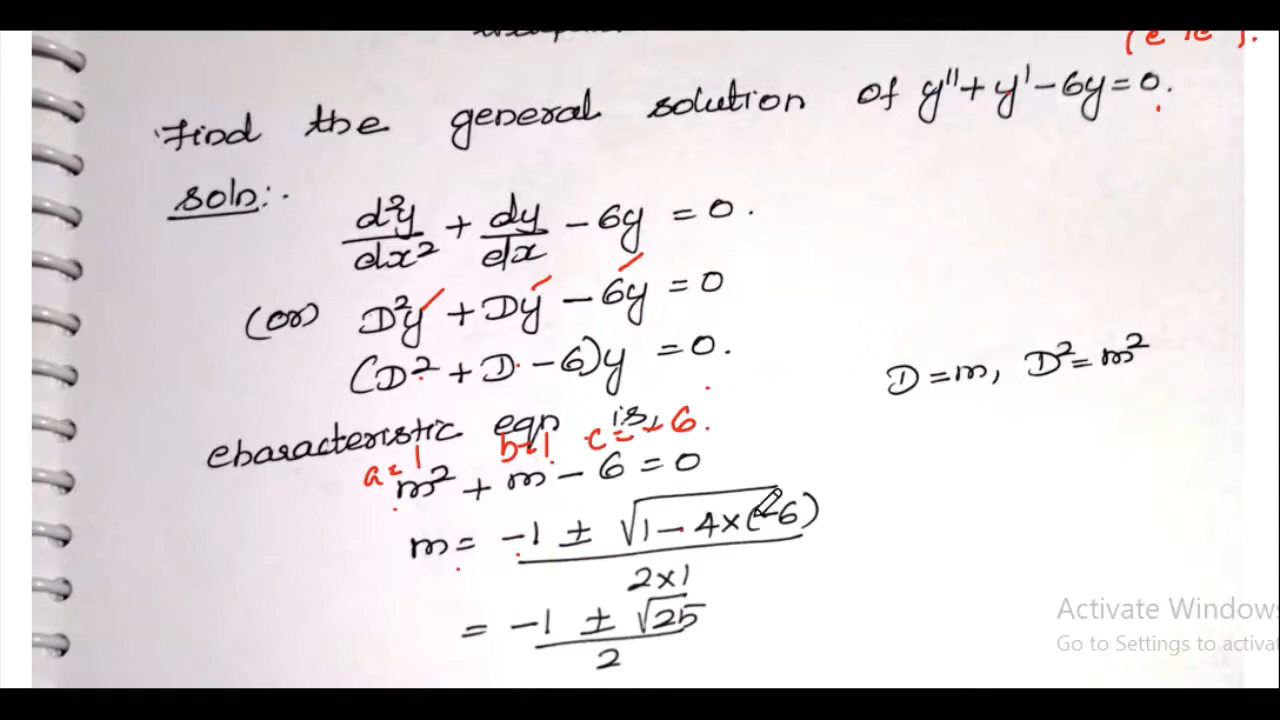 (e
Find the general solution of y'' + y' - 6y = 0.
Soln:.
d²y/dx² + dy/dx - 6y = 0.
(or) D²y + Dy - 6y = 0
(D² + D - 6)y = 0.
D = m, D² = m²
characteristic eqn is,
a = 1 b = 1 c = -6.
m² + m - 6 = 0
m = -1 ± √1 - 4×(-6) / 2×1
= -1 ± √25 / 2
Activate Windows
Go to Settings to activat